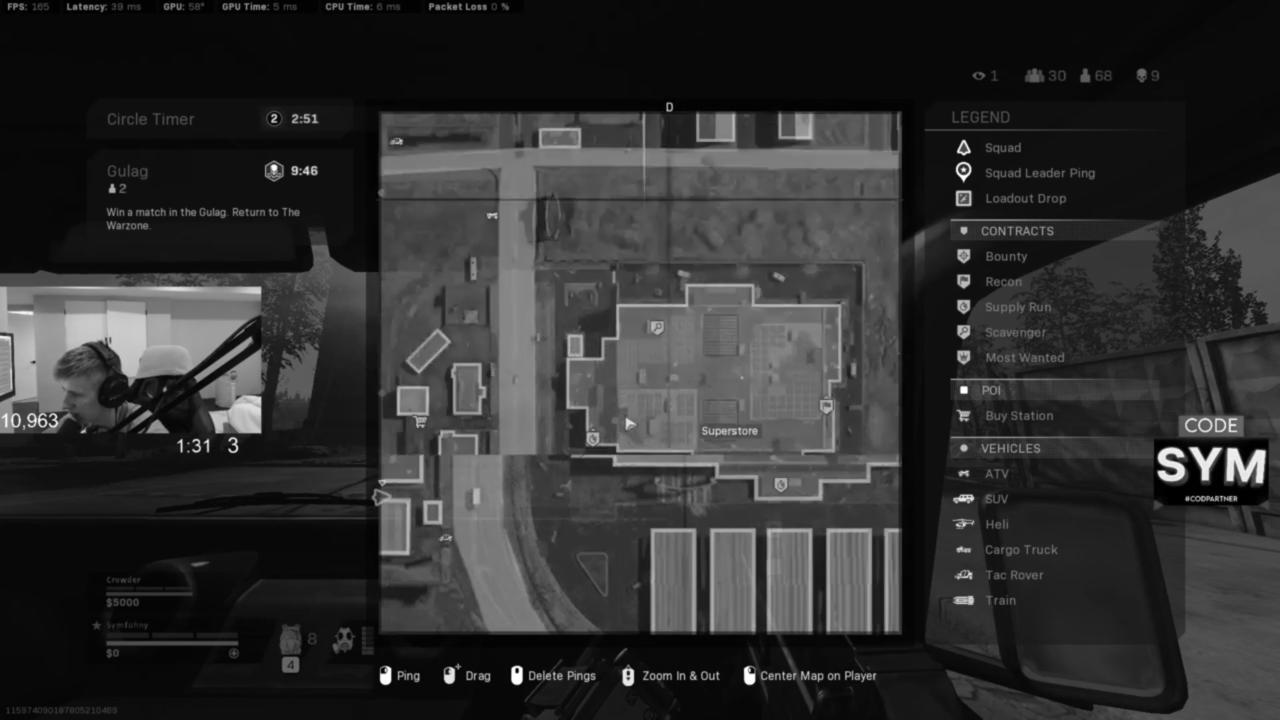 FPS: 165 Latency: 39 ms GPU: 58° GPU Time: 5 ms CPU Time: 6 ms Packet Loss 0 %
1 30 68 9
D
Circle Timer 2 2:51
Gulag 9:46
2
Win a match in the Gulag. Return to The
Warzone.
LEGEND
Squad
Squad Leader Ping
Loadout Drop
CONTRACTS
Bounty
Recon
Supply Run
Scavenger
Most Wanted
POI
Buy Station
VEHICLES
ATV
SUV
Heli
Cargo Truck
Tac Rover
Train
Superstore
10,963
1:31 3
CODE
SYM
#CODPARTNER
Crowder
$5000
Symfuhny
$0
8
4
Ping Drag Delete Pings Zoom In & Out Center Map on Player